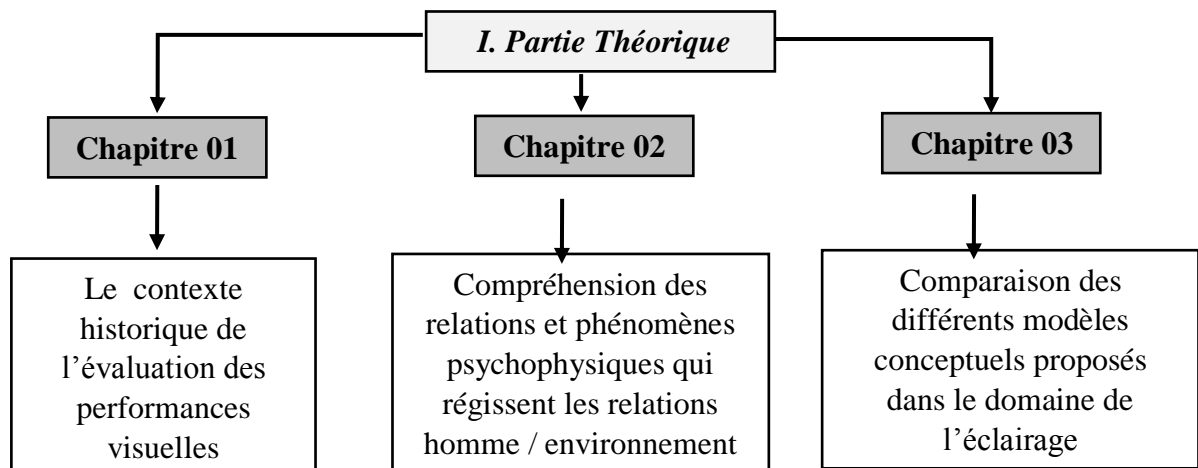 I. Partie Théorique
Chapitre 01
Chapitre 02
Chapitre 03
Le contexte
historique de
l’évaluation des
performances
visuelles
Compréhension des
relations et phénomènes
psychophysiques qui
régissent les relations
homme / environnement
Comparaison des
différents modèles
conceptuels proposés
dans le domaine de
l’éclairage